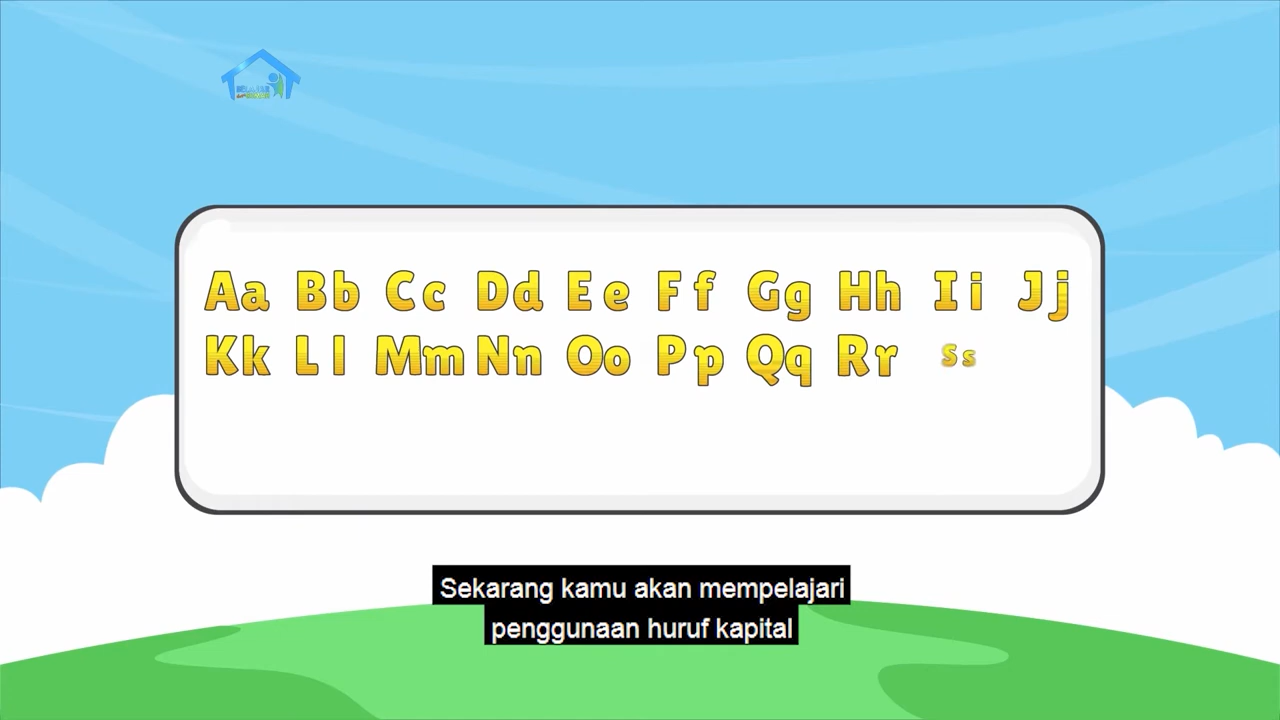 Aa Bb Cc Dd Ee Ff Gg Hh Ii Jj
Kk Ll Mm Nn Oo Pp Qq Rr Ss
Sekarang kamu akan mempelajari
penggunaan huruf kapital